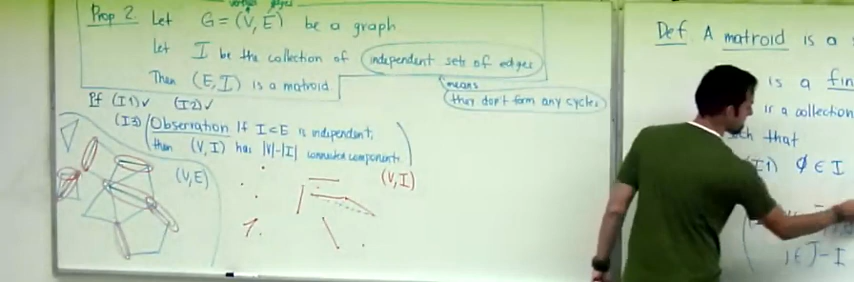 vertices edges
Prop 2. Let G = (V, E) be a graph
Let I be the collection of independent sets of edges
Then (E, I) is a matroid.
means
they don't form any cycles
Pf (I1) ✓ (I2) ✓
(I3) Observation If I ⊂ E is independent,
then (V, I) has |V|-|I| connected components
(V, E)
(V, I)
Def A matroid is a
is a fin
is a collection
such that
(I1) ∅ ∈ I
∈ J - I